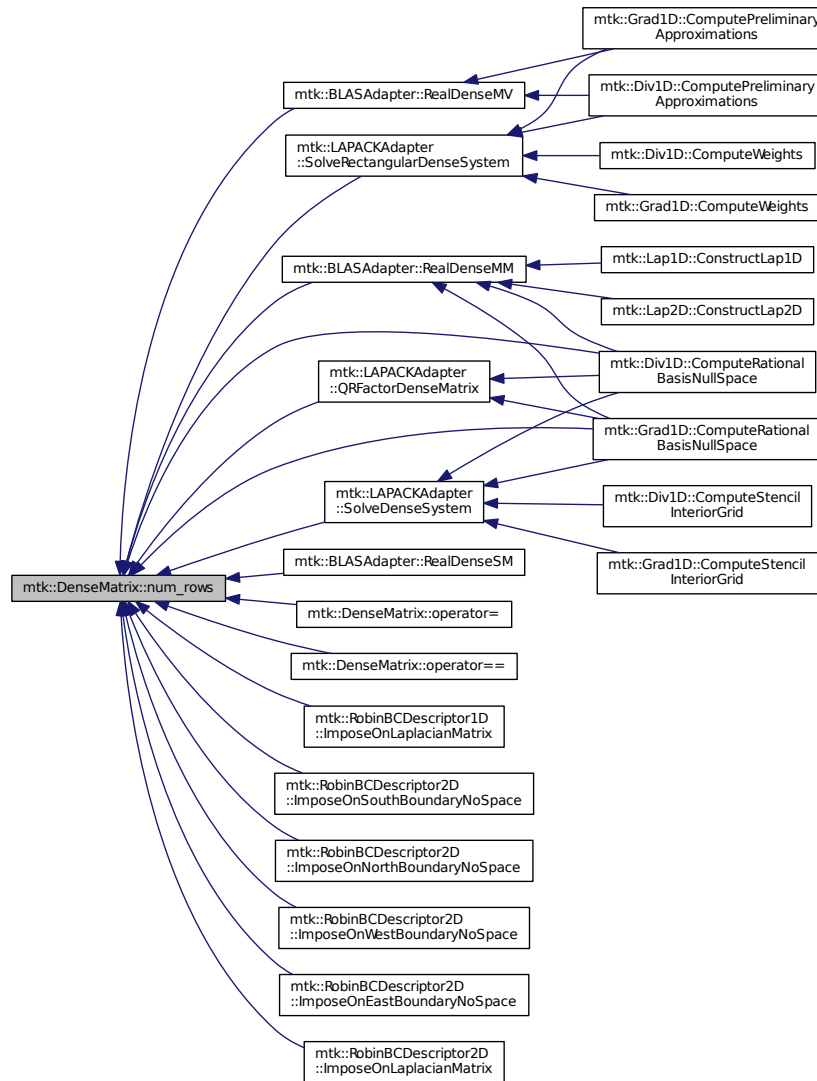 mtk::Grad1D::ComputePreliminary
Approximations
mtk::BLASAdapter::RealDenseMV
mtk::Div1D::ComputePreliminary
Approximations
mtk::LAPACKAdapter
::SolveRectangularDenseSystem
mtk::Div1D::ComputeWeights
mtk::Grad1D::ComputeWeights
mtk::BLASAdapter::RealDenseMM
mtk::Lap1D::ConstructLap1D
mtk::Lap2D::ConstructLap2D
mtk::LAPACKAdapter
::QRFactorDenseMatrix
mtk::Div1D::ComputeRational
BasisNullSpace
mtk::Grad1D::ComputeRational
BasisNullSpace
mtk::LAPACKAdapter
::SolveDenseSystem
mtk::Div1D::ComputeStencil
InteriorGrid
mtk::Grad1D::ComputeStencil
InteriorGrid
mtk::DenseMatrix::num_rows
mtk::BLASAdapter::RealDenseSM
mtk::DenseMatrix::operator=
mtk::DenseMatrix::operator==
mtk::RobinBCDescriptor1D
::ImposeOnLaplacianMatrix
mtk::RobinBCDescriptor2D
::ImposeOnSouthBoundaryNoSpace
mtk::RobinBCDescriptor2D
::ImposeOnNorthBoundaryNoSpace
mtk::RobinBCDescriptor2D
::ImposeOnWestBoundaryNoSpace
mtk::RobinBCDescriptor2D
::ImposeOnEastBoundaryNoSpace
mtk::RobinBCDescriptor2D
::ImposeOnLaplacianMatrix